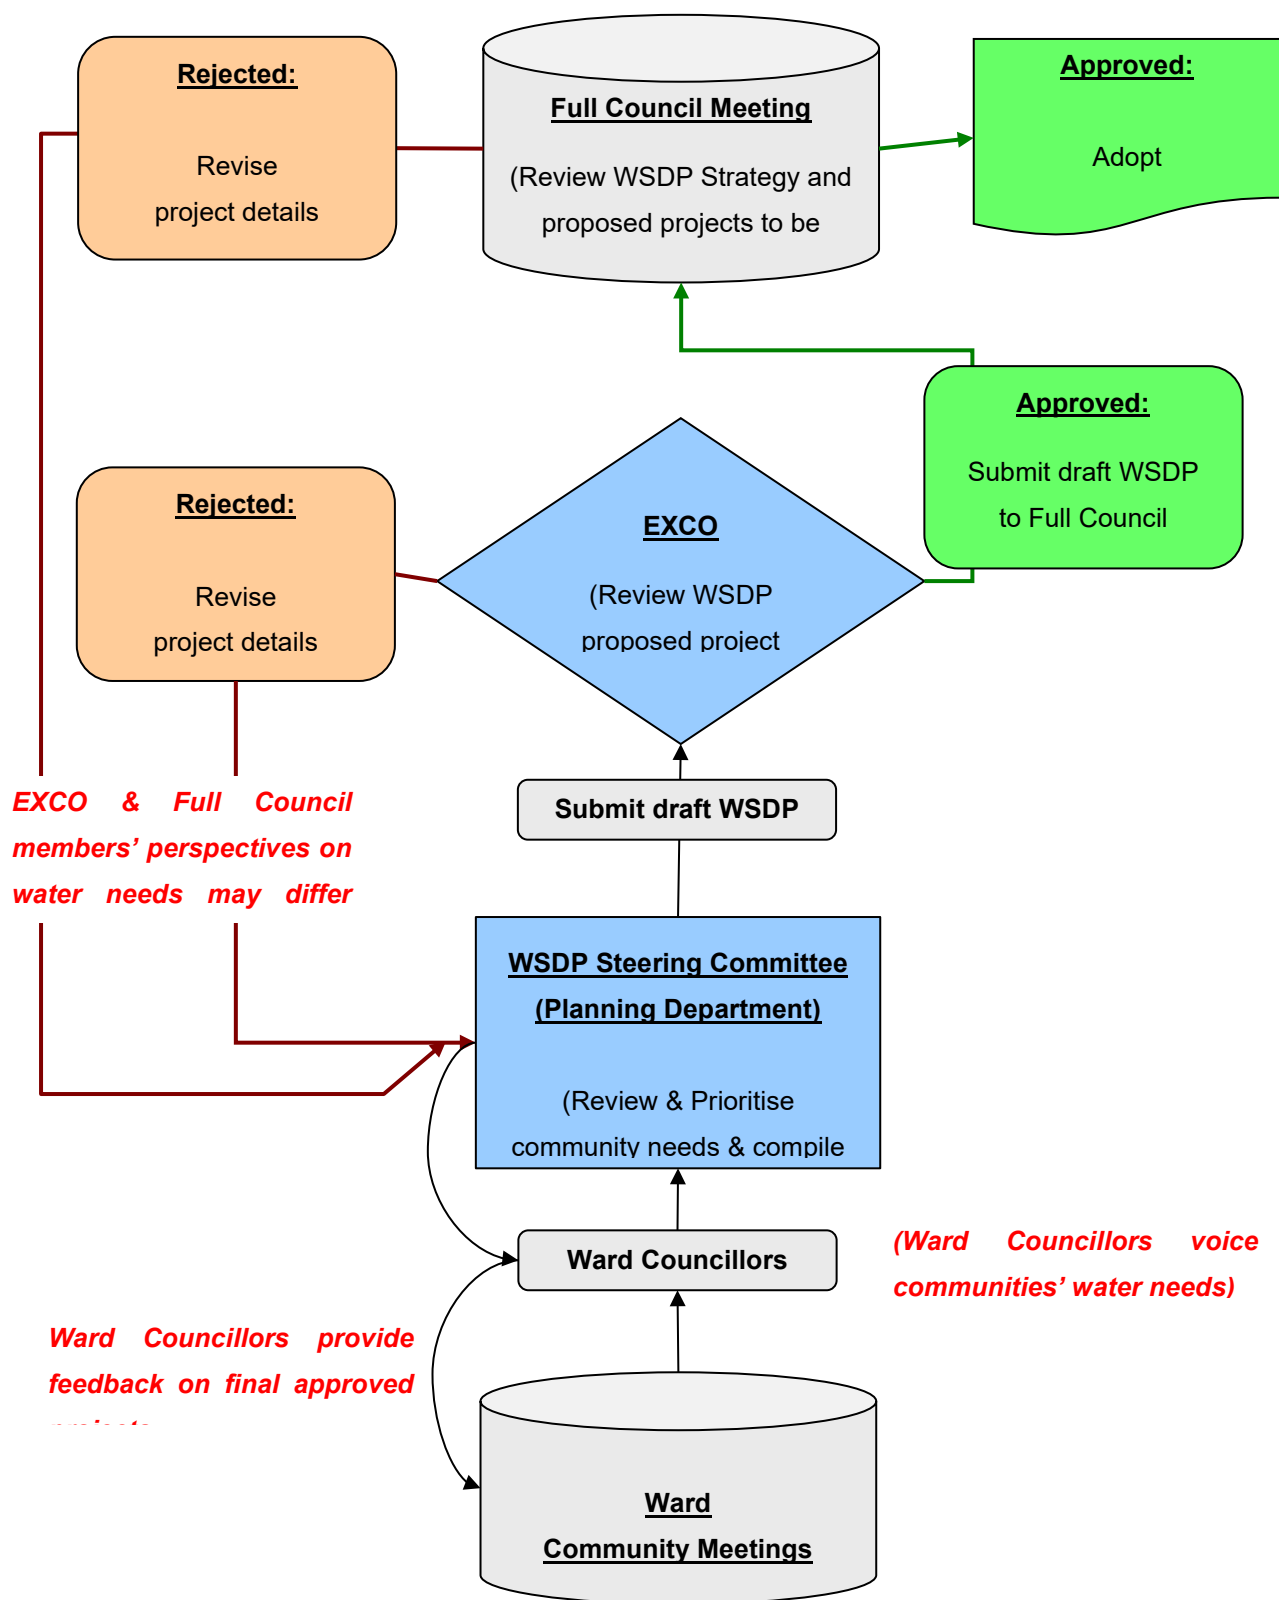 Rejected:
Revise
project details
Full Council Meeting
(Review WSDP Strategy and
proposed projects to be
Approved:
Adopt
Approved:
Submit draft WSDP
to Full Council
Rejected:
Revise
project details
EXCO
(Review WSDP
proposed project
EXCO & Full Council
members’ perspectives on
water needs may differ
Submit draft WSDP
WSDP Steering Committee
(Planning Department)
(Review & Prioritise
community needs & compile
Ward Councillors
(Ward Councillors voice
communities’ water needs)
Ward Councillors provide
feedback on final approved
Ward
Community Meetings